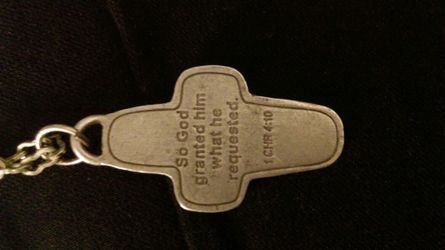 So God
granted him
what he
requested.
1 CHR 4:10